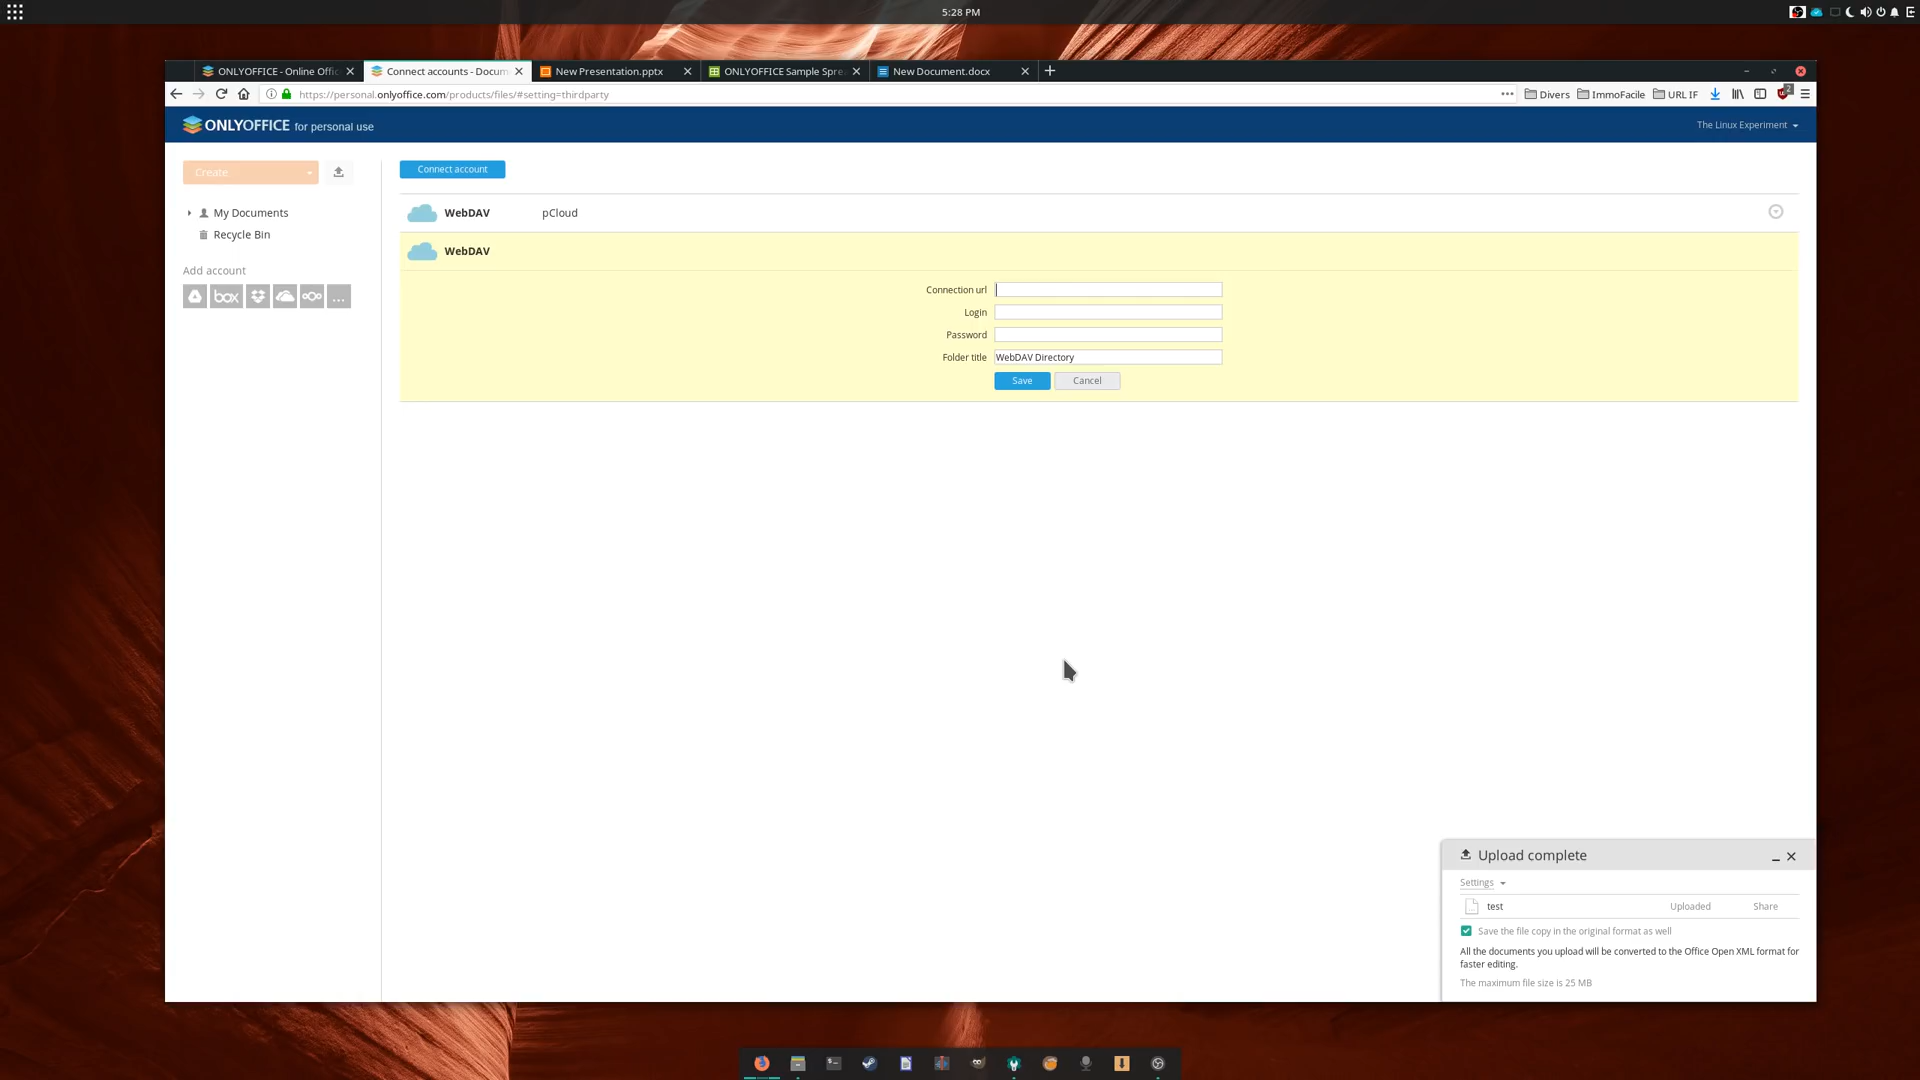 5:28 PM
ONLYOFFICE - Online Offic
Connect accounts - Docum
New Presentation.pptx
ONLYOFFICE Sample Spre
New Document.docx
https://personal.onlyoffice.com/products/files/#setting=thirdparty
Divers
ImmoFacile
URL IF
2
ONLYOFFICE for personal use
The Linux Experiment
Create
Connect account
My Documents
WebDAV
pCloud
Recycle Bin
WebDAV
Add account
box
...
Connection url
Login
Password
Folder title
WebDAV Directory
Save
Cancel
Upload complete
Settings
test
Uploaded
Share
Save the file copy in the original format as well
All the documents you upload will be converted to the Office Open XML format for
faster editing.
The maximum file size is 25 MB